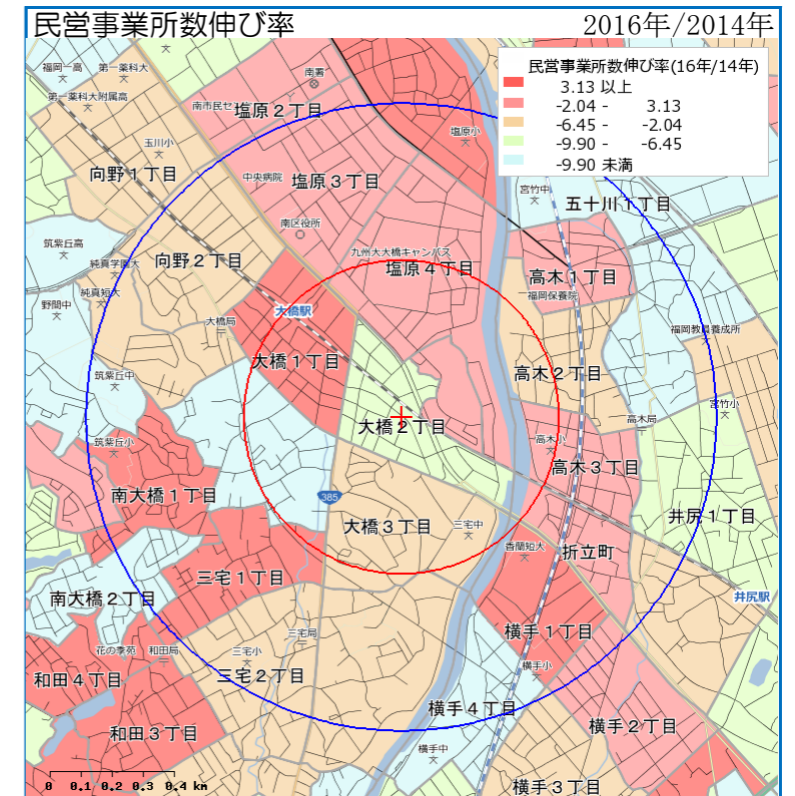 民営事業所数伸び率 2016年/2014年
民営事業所数伸び率(16年/14年)
3.13 以上
-2.04 - 3.13
-6.45 - -2.04
-9.90 - -6.45
-9.90 未満
福岡一高
第一薬科大
南署
第一薬科大附属高
南市民セ
塩原2丁目
塩原小
玉川小
向野1丁目
中央病院
塩原3丁目
宮竹中
五十川1丁目
南区役所
筑紫丘高
純真学園大
向野2丁目
九州大大橋キャンパス
塩原4丁目
高木1丁目
福岡保養院
野間中
純真短大
大橋駅
大橋局
福岡教員養成所
大橋1丁目
筑紫丘中
高木2丁目
宮竹小
高木局
大橋2丁目
筑紫丘小
高木小
高木3丁目
南大橋1丁目
385
井尻1丁目
大橋3丁目
三宅中
香蘭短大
折立町
三宅1丁目
南大橋2丁目
井尻駅
三宅局
横手1丁目
花の季苑
和田局
三宅小
三宅2丁目
横手小
和田4丁目
横手4丁目
横手2丁目
和田3丁目
横手中
横手3丁目
0 0.1 0.2 0.3 0.4 km